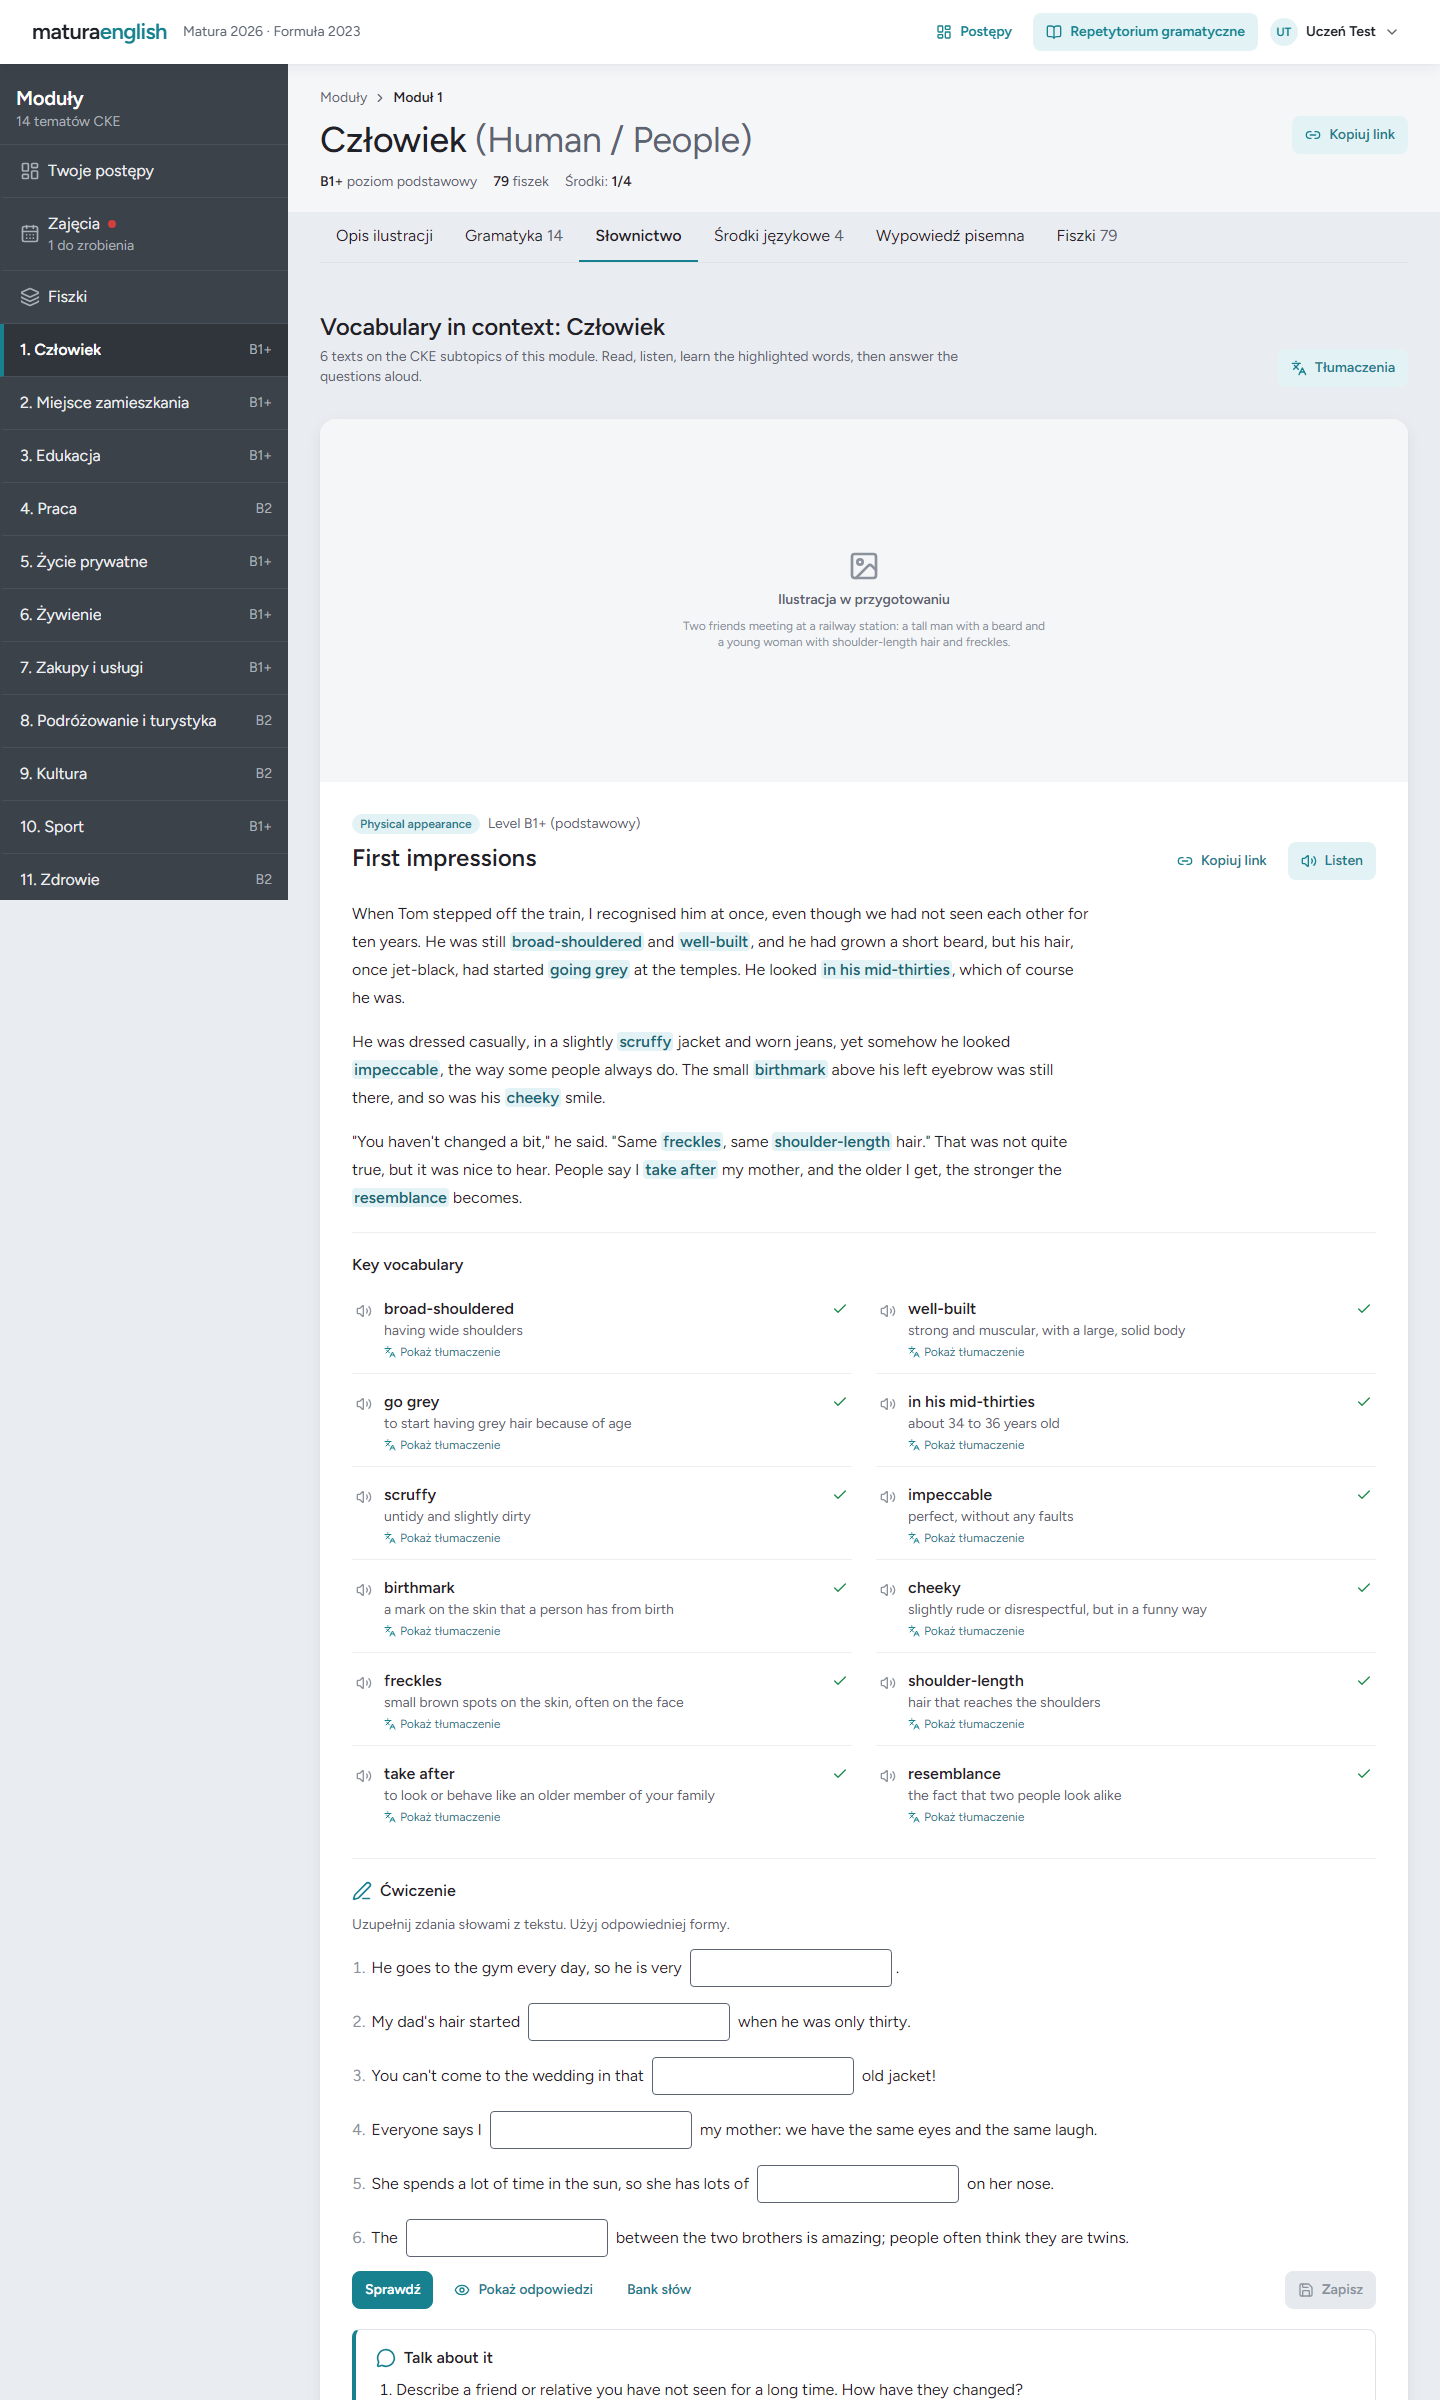 maturaenglish Matura 2026 · Formuła 2023
Postępy
Repetytorium gramatyczne
UT Uczeń Test
Moduły
14 tematów CKE
Twoje postępy
Zajęcia
1 do zrobienia
Fiszki
1. Człowiek B1+
2. Miejsce zamieszkania B1+
3. Edukacja B1+
4. Praca B2
5. Życie prywatne B1+
6. Żywienie B1+
7. Zakupy i usługi B1+
8. Podróżowanie i turystyka B2
9. Kultura B2
10. Sport B1+
11. Zdrowie B2
Moduły > Moduł 1
Człowiek (Human / People)
Kopiuj link
B1+ poziom podstawowy 79 fiszek Środki: 1/4
Opis ilustracji Gramatyka 14 Słownictwo Środki językowe 4 Wypowiedź pisemna Fiszki 79
Vocabulary in context: Człowiek
6 texts on the CKE subtopics of this module. Read, listen, learn the highlighted words, then answer the
questions aloud.
Tłumaczenia
Ilustracja w przygotowaniu
Two friends meeting at a railway station: a tall man with a beard and
a young woman with shoulder-length hair and freckles.
Physical appearance Level B1+ (podstawowy)
First impressions
Kopiuj link
Listen
When Tom stepped off the train, I recognised him at once, even though we had not seen each other for
ten years. He was still broad-shouldered and well-built, and he had grown a short beard, but his hair,
once jet-black, had started going grey at the temples. He looked in his mid-thirties, which of course
he was.
He was dressed casually, in a slightly scruffy jacket and worn jeans, yet somehow he looked
impeccable, the way some people always do. The small birthmark above his left eyebrow was still
there, and so was his cheeky smile.
"You haven't changed a bit," he said. "Same freckles, same shoulder-length hair." That was not quite
true, but it was nice to hear. People say I take after my mother, and the older I get, the stronger the
resemblance becomes.
Key vocabulary
broad-shouldered
having wide shoulders
Pokaż tłumaczenie
well-built
strong and muscular, with a large, solid body
Pokaż tłumaczenie
go grey
to start having grey hair because of age
Pokaż tłumaczenie
in his mid-thirties
about 34 to 36 years old
Pokaż tłumaczenie
scruffy
untidy and slightly dirty
Pokaż tłumaczenie
impeccable
perfect, without any faults
Pokaż tłumaczenie
birthmark
a mark on the skin that a person has from birth
Pokaż tłumaczenie
cheeky
slightly rude or disrespectful, but in a funny way
Pokaż tłumaczenie
freckles
small brown spots on the skin, often on the face
Pokaż tłumaczenie
shoulder-length
hair that reaches the shoulders
Pokaż tłumaczenie
take after
to look or behave like an older member of your family
Pokaż tłumaczenie
resemblance
the fact that two people look alike
Pokaż tłumaczenie
Ćwiczenie
Uzupełnij zdania słowami z tekstu. Użyj odpowiedniej formy.
1. He goes to the gym every day, so he is very .
2. My dad's hair started when he was only thirty.
3. You can't come to the wedding in that old jacket!
4. Everyone says I my mother: we have the same eyes and the same laugh.
5. She spends a lot of time in the sun, so she has lots of on her nose.
6. The between the two brothers is amazing; people often think they are twins.
Sprawdź Pokaż odpowiedzi Bank słów Zapisz
Talk about it
1. Describe a friend or relative you have not seen for a long time. How have they changed?